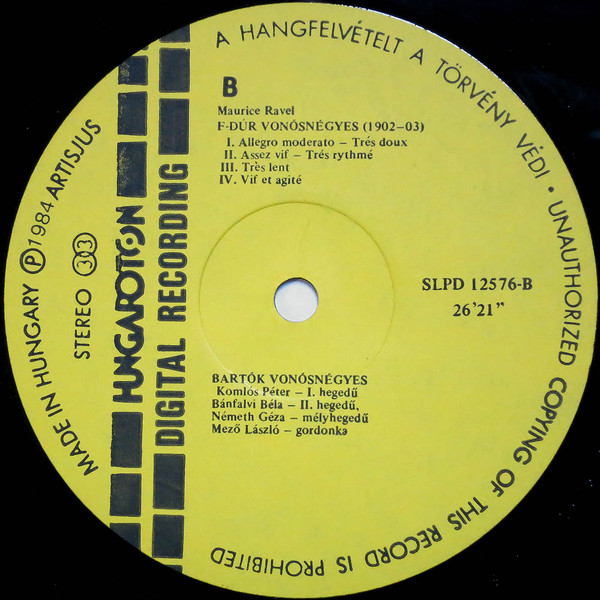 A HANGFELVÉTELT A TÖRVÉNY VÉDI • UNAUTHORIZED COPYING OF THIS RECORD IS PROHIBITED
MADE IN HUNGARY Ⓟ 1984 ARTISJUS
STEREO 33
HUNGAROTON
DIGITAL RECORDING
B
Maurice Ravel
F-DÚR VONÓSNÉGYES (1902–03)
I. Allegro moderato – Trés doux
II. Assez vif – Trés rythmé
III. Très lent
IV. Vif et agité
SLPD 12576-B
26’21”
BARTÓK VONÓSNÉGYES
Komlós Péter – I. hegedű
Bánfalvi Béla – II. hegedű,
Németh Géza – mélyhegedű
Mező László – gordonka